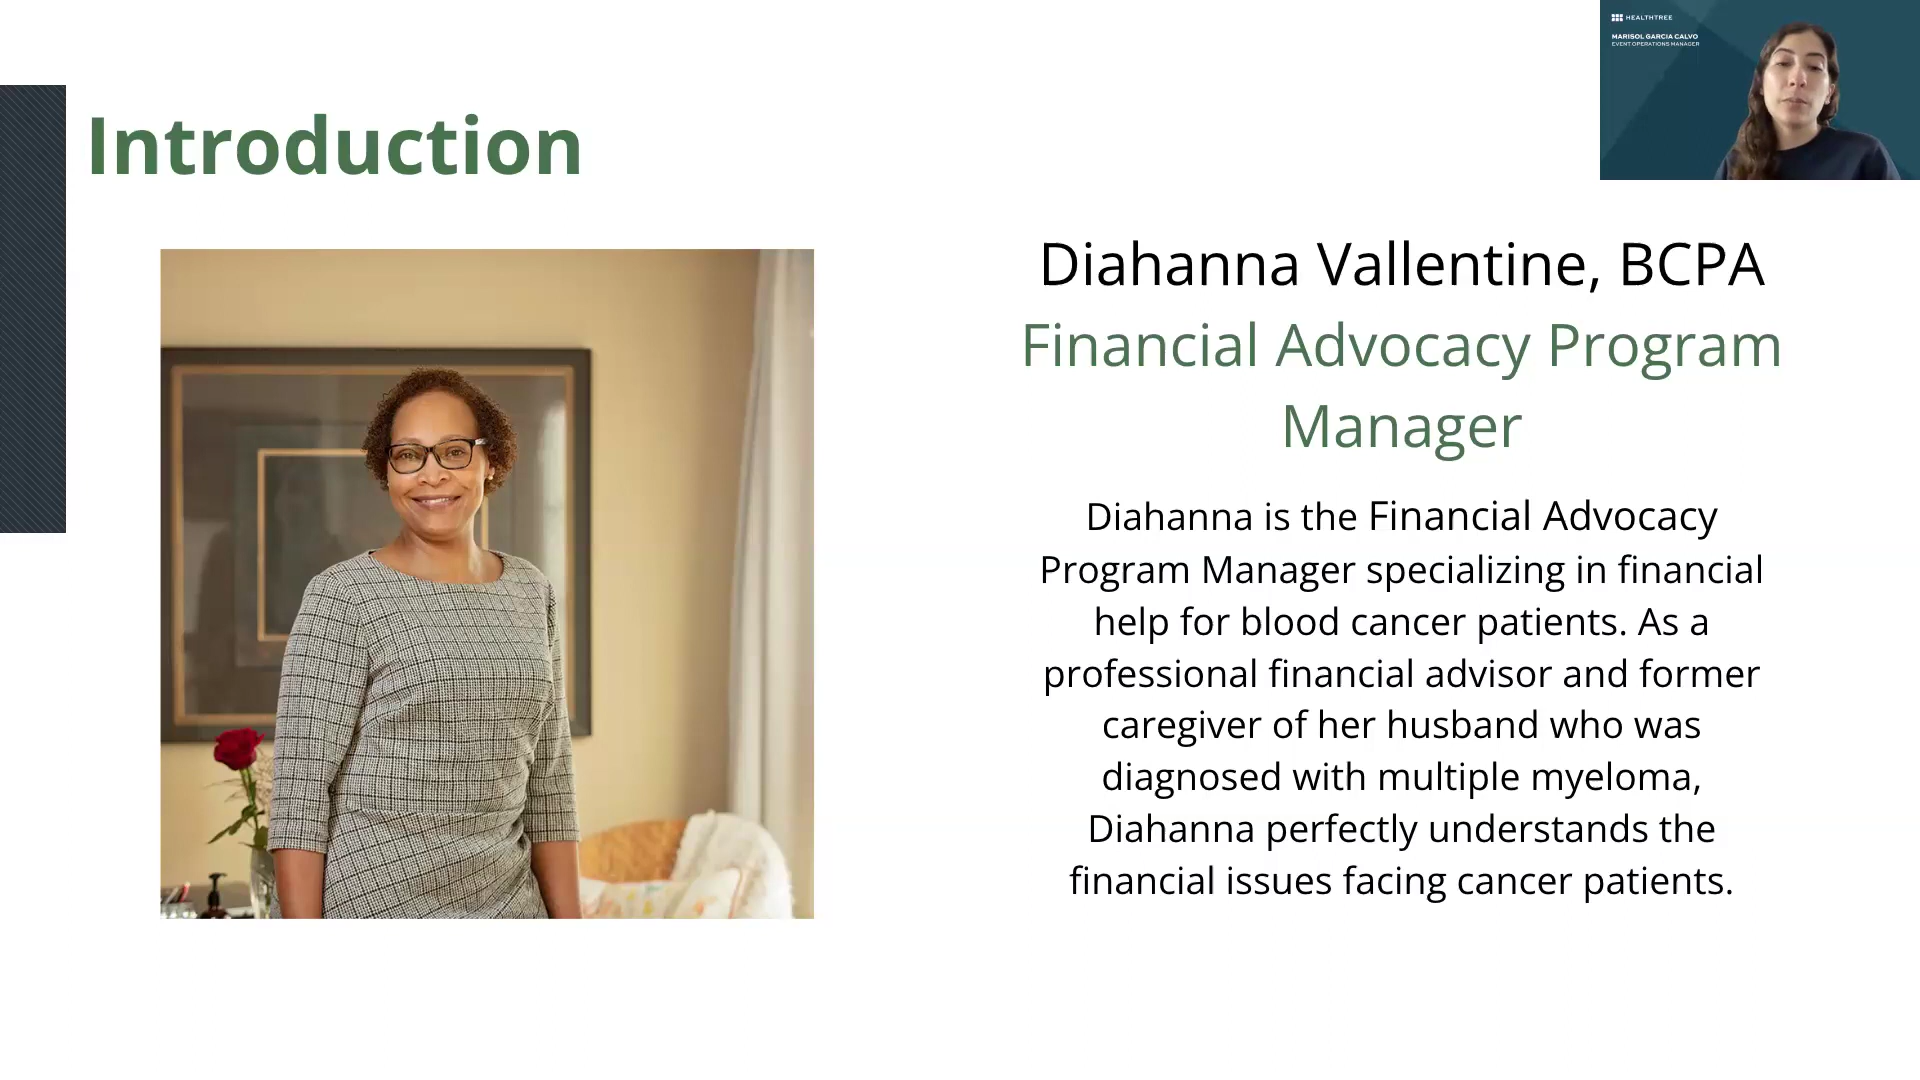 HEALTHTREE
MARISOL GARCIA CALVO
EVENT OPERATIONS MANAGER
Introduction
Diahanna Vallentine, BCPA
Financial Advocacy Program
Manager
Diahanna is the Financial Advocacy
Program Manager specializing in financial
help for blood cancer patients. As a
professional financial advisor and former
caregiver of her husband who was
diagnosed with multiple myeloma,
Diahanna perfectly understands the
financial issues facing cancer patients.